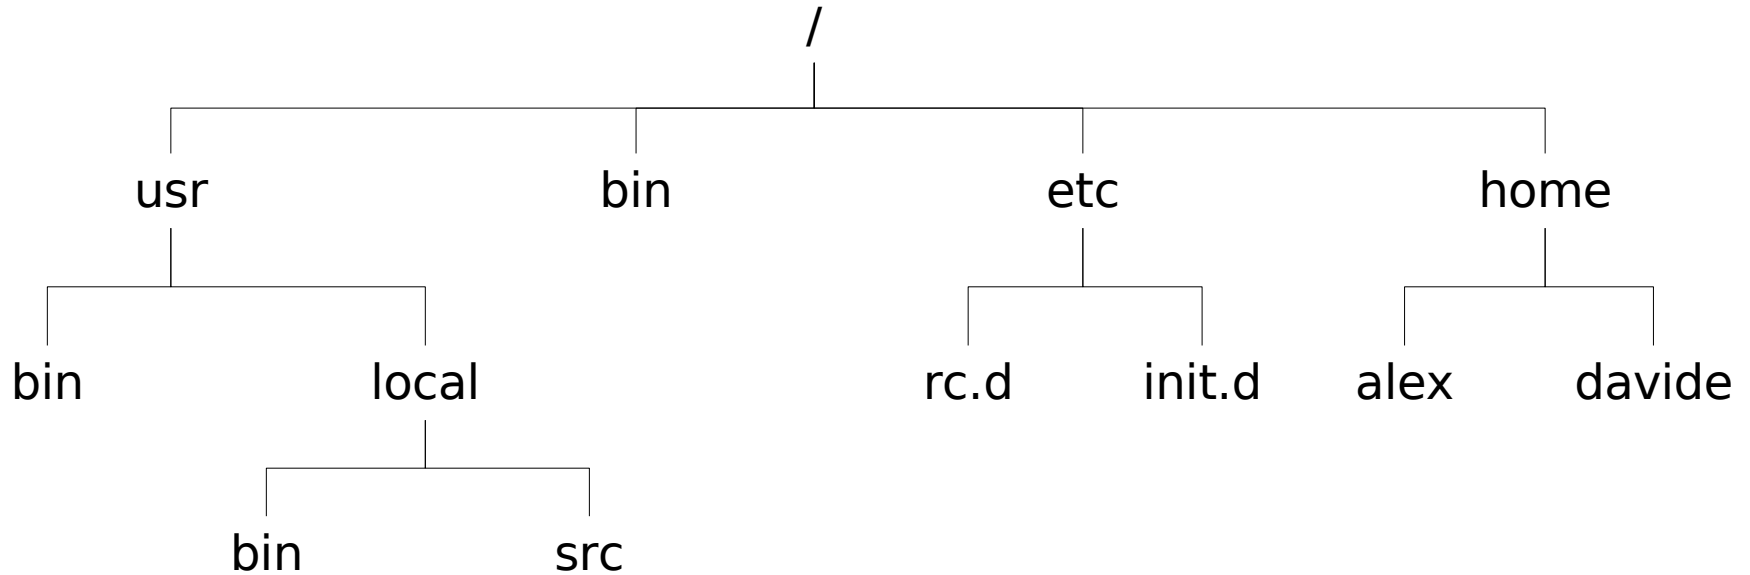 /
usr bin etc home
bin local rc.d init.d alex davide
bin src